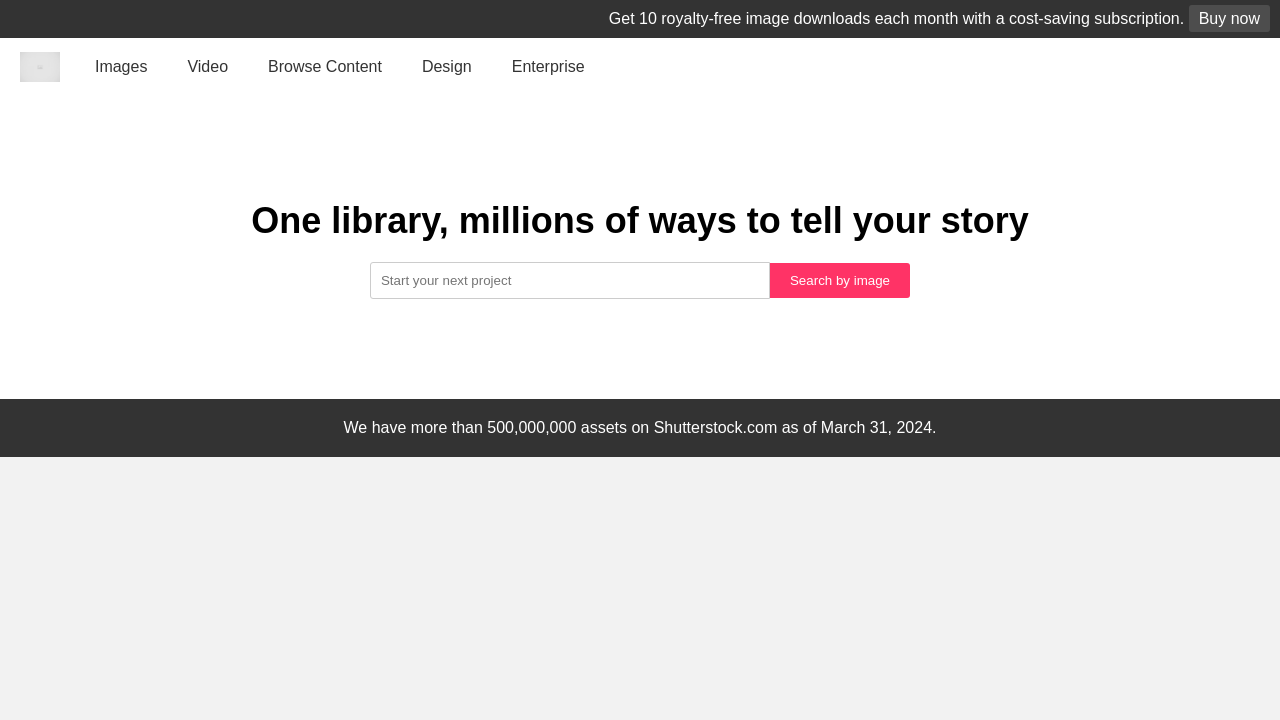 Get 10 royalty-free image downloads each month with a cost-saving subscription. Buy now
Images Video Browse Content Design Enterprise
One library, millions of ways to tell your story
Start your next project Search by image
We have more than 500,000,000 assets on Shutterstock.com as of March 31, 2024.